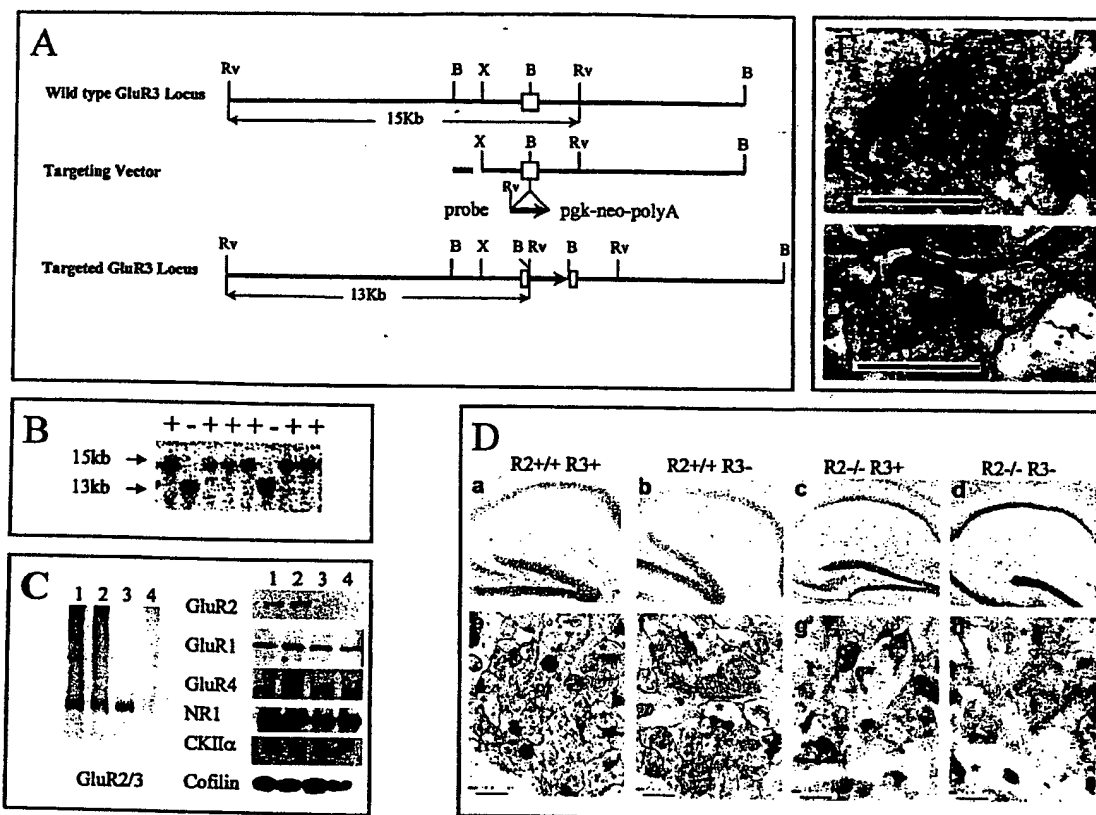 A
Rv B X B Rv B
Wild type GluR3 Locus
15Kb
X B Rv B
Targeting Vector
Rv
probe pgk-neo-polyA
Rv B X B Rv B Rv B
Targeted GluR3 Locus
13Kb
B
+ - + + + - + +
15kb
13kb
C
1 2 3 4
GluR2/3
1 2 3 4
GluR2
GluR1
GluR4
NR1
CKIIα
Cofilin
D
R2+/+ R3+ R2+/+ R3- R2-/- R3+ R2-/- R3-
a b c d
g